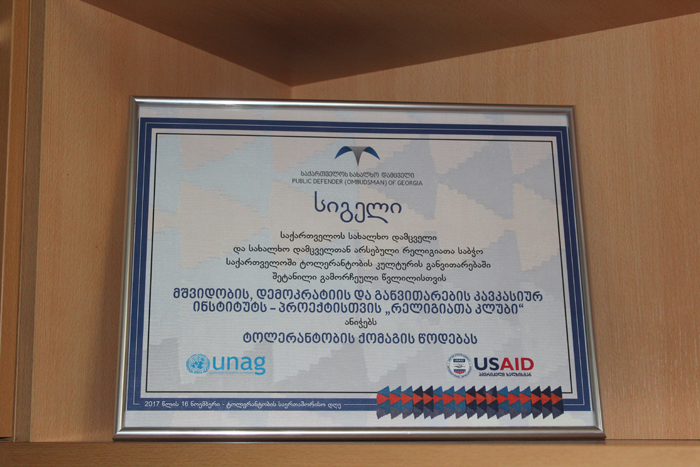 საქართველოს სახალხო დამცველი
PUBLIC DEFENDER (OMBUDSMAN) OF GEORGIA
სიგელი
საქართველოს სახალხო დამცველი
და სახალხო დამცველთან არსებული რელიგიათა საბჭო
საქართველოში ტოლერანტობის კულტურის განვითარებაში
შეტანილი გამორჩეული წვლილისთვის
მშვიდობის, დემოკრატიის და განვითარების კავკასიურ
ინსტიტუტს – პროექტისთვის „რელიგიათა კლუბი“
ანიჭებს
ტოლერანტობის ქომაგის წოდებას
unag
USAID
ამერიკელი ხალხისგან
2017 წლის 16 ნოემბერი - ტოლერანტობის საერთაშორისო დღე